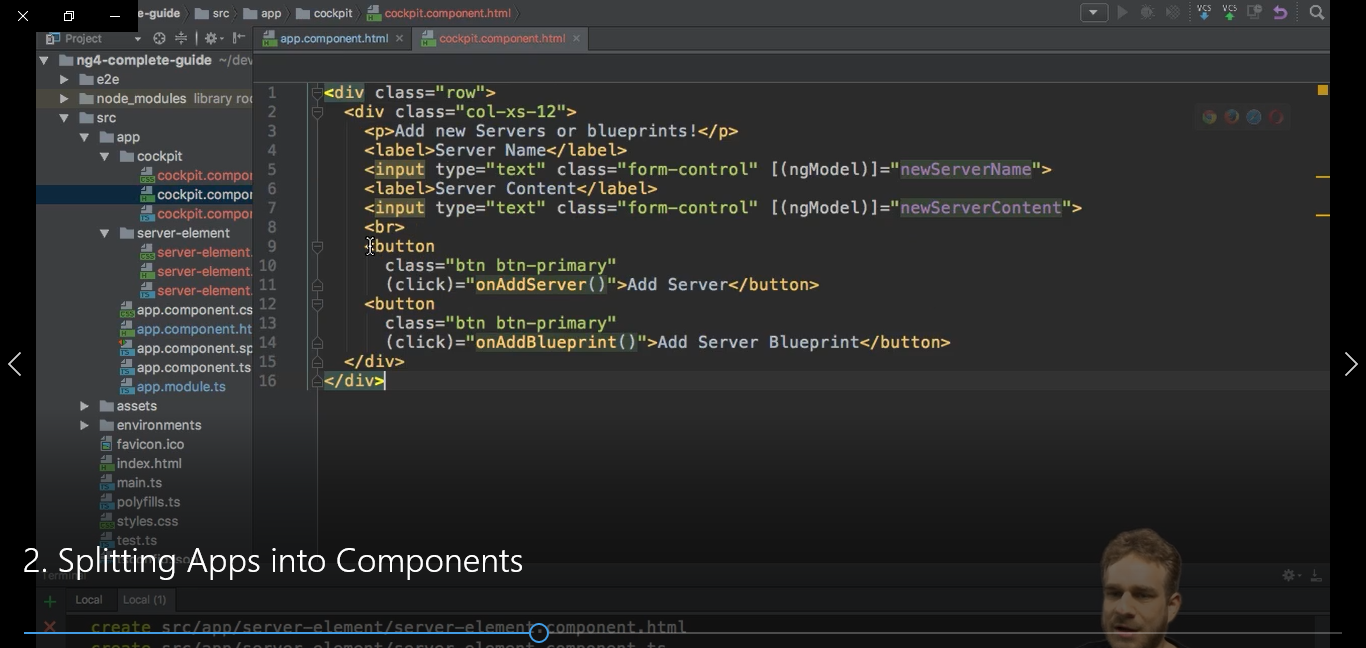 e-guide src app cockpit cockpit.component.html
VCS VCS
Project
app.component.html cockpit.component.html
ng4-complete-guide ~/dev
e2e
node_modules library roo
src
app
cockpit
cockpit.compor
cockpit.compor
cockpit.compor
server-element
server-element.
server-element.
server-element.
app.component.cs
app.component.ht
app.component.sp
app.component.ts
app.module.ts
assets
environments
favicon.ico
index.html
main.ts
polyfills.ts
styles.css
test.ts
1 <div class="row">
2 <div class="col-xs-12">
3 <p>Add new Servers or blueprints!</p>
4 <label>Server Name</label>
5 <input type="text" class="form-control" [(ngModel)]="newServerName">
6 <label>Server Content</label>
7 <input type="text" class="form-control" [(ngModel)]="newServerContent">
8 <br>
9 <button
10 class="btn btn-primary"
11 (click)="onAddServer()">Add Server</button>
12 <button
13 class="btn btn-primary"
14 (click)="onAddBlueprint()">Add Server Blueprint</button>
15 </div>
16 </div>
2. Splitting Apps into Components
Terminal
Local Local (1)
create src/app/server-element/server-element.component.html
create src/app/server-element/server-element.component.ts